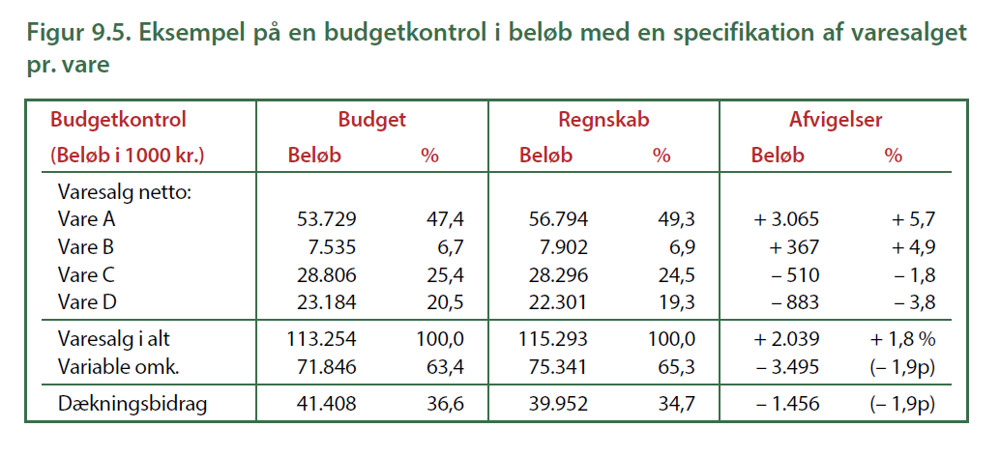 Figur 9.5. Eksempel på en budgetkontrol i beløb med en specifikation af varesalget
pr. vare
Budgetkontrol Budget Regnskab Afvigelser
(Beløb i 1000 kr.) Beløb % Beløb % Beløb %
Varesalg netto:
Vare A 53.729 47,4 56.794 49,3 + 3.065 + 5,7
Vare B 7.535 6,7 7.902 6,9 + 367 + 4,9
Vare C 28.806 25,4 28.296 24,5 – 510 – 1,8
Vare D 23.184 20,5 22.301 19,3 – 883 – 3,8
Varesalg i alt 113.254 100,0 115.293 100,0 + 2.039 + 1,8 %
Variable omk. 71.846 63,4 75.341 65,3 – 3.495 (– 1,9p)
Dækningsbidrag 41.408 36,6 39.952 34,7 – 1.456 (– 1,9p)